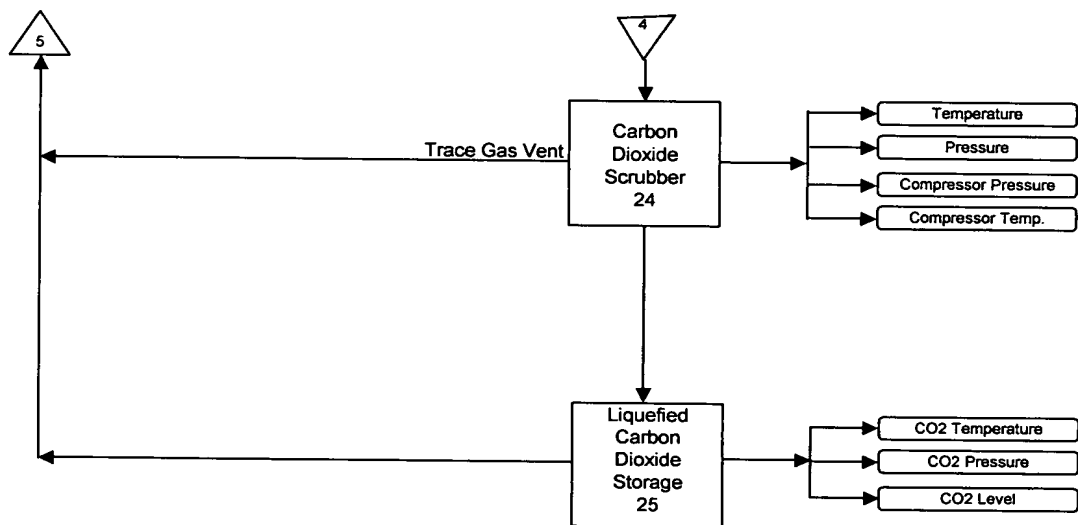 5
4
Carbon
Dioxide
Scrubber
24
Trace Gas Vent
Temperature
Pressure
Compressor Pressure
Compressor Temp.
Liquefied
Carbon
Dioxide
Storage
25
CO2 Temperature
CO2 Pressure
CO2 Level